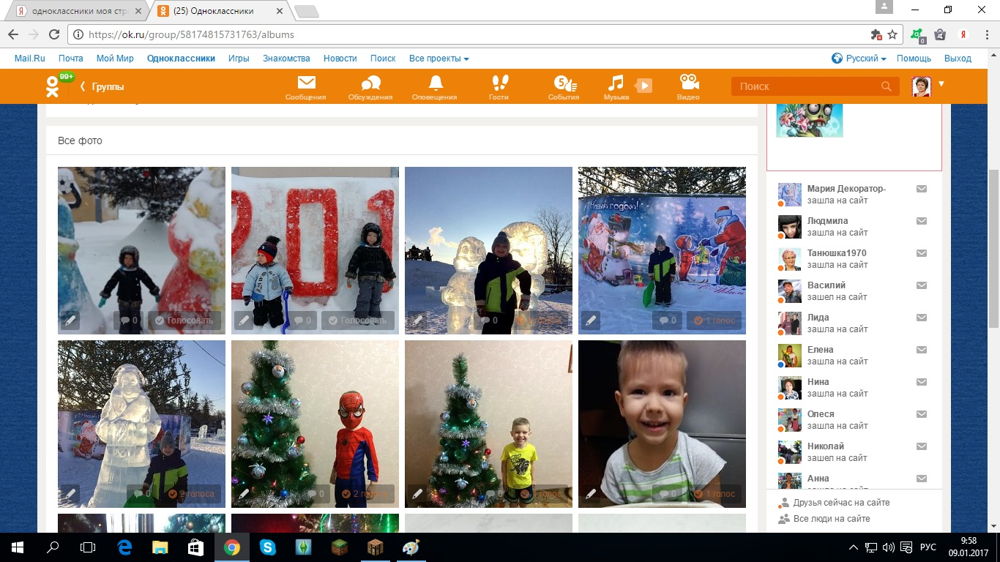 одноклассники моя стра
(25) Одноклассники
https://ok.ru/group/58174815731763/albums
Mail.Ru Почта Мой Мир Одноклассники Игры Знакомства Новости Поиск Все проекты
Русский Помощь Выход
99+
Группы
Сообщения Обсуждения Оповещения Гости 5 События Музыка Видео
Поиск
Все фото
201
Новым годом!
0 Голосовать
0 Голосовать
0
0 1 голос
0 2 голоса
0 2 голоса
0
0 1 голос
Мария Декоратор-
зашла на сайт
Людмила
зашла на сайт
Танюшка1970
зашла на сайт
Василий
зашел на сайт
Лида
зашла на сайт
Елена
зашла на сайт
Нина
зашла на сайт
Олеся
зашла на сайт
Николай
зашел на сайт
Анна
зашла на сайт
Друзья сейчас на сайте
Все люди на сайте
РУС
9:58
09.01.2017